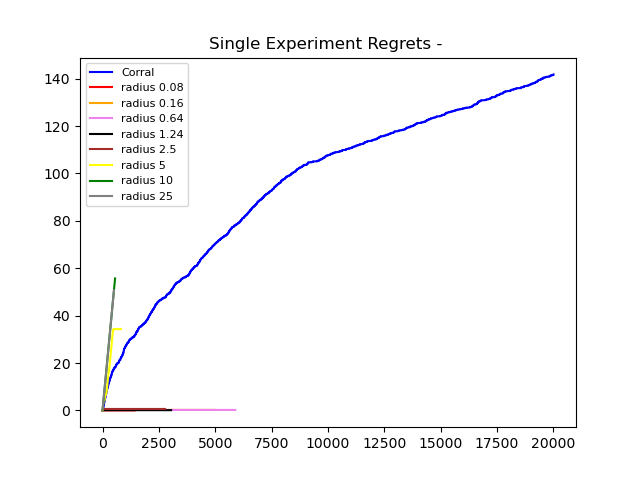 Single Experiment Regrets -
Corral
radius 0.08
radius 0.16
radius 0.64
radius 1.24
radius 2.5
radius 5
radius 10
radius 25
140
120
100
80
60
40
20
0
0 2500 5000 7500 10000 12500 15000 17500 20000